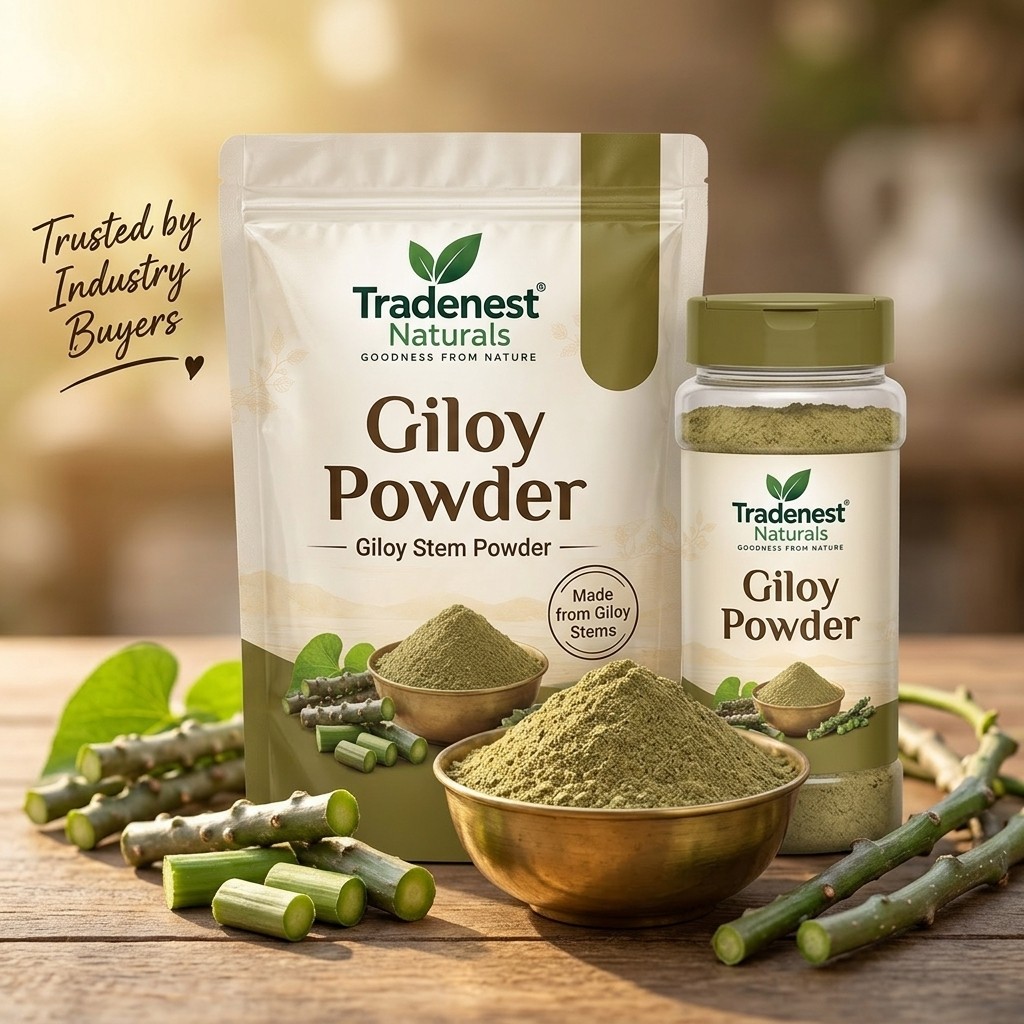 Trusted by
Industry
Buyers
Tradenest®
Naturals
GOODNESS FROM NATURE
Giloy
Powder
Giloy Stem Powder
Made
from Giloy
Stems
Tradenest®
Naturals
GOODNESS FROM NATURE
Giloy
Powder